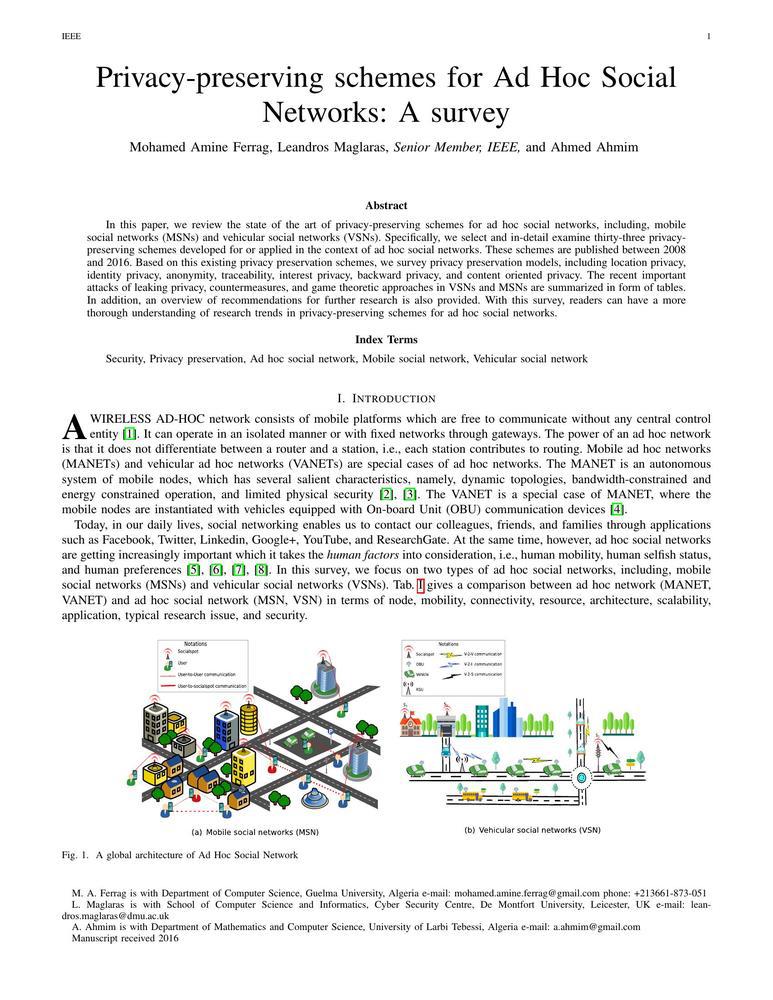 IEEE
1
Privacy-preserving schemes for Ad Hoc Social
Networks: A survey
Mohamed Amine Ferrag, Leandros Maglaras, Senior Member, IEEE, and Ahmed Ahmim
Abstract
In this paper, we review the state of the art of privacy-preserving schemes for ad hoc social networks, including, mobile
social networks (MSNs) and vehicular social networks (VSNs). Specifically, we select and in-detail examine thirty-three privacy-
preserving schemes developed for or applied in the context of ad hoc social networks. These schemes are published between 2008
and 2016. Based on this existing privacy preservation schemes, we survey privacy preservation models, including location privacy,
identity privacy, anonymity, traceability, interest privacy, backward privacy, and content oriented privacy. The recent important
attacks of leaking privacy, countermeasures, and game theoretic approaches in VSNs and MSNs are summarized in form of tables.
In addition, an overview of recommendations for further research is also provided. With this survey, readers can have a more
thorough understanding of research trends in privacy-preserving schemes for ad hoc social networks.
Index Terms
Security, Privacy preservation, Ad hoc social network, Mobile social network, Vehicular social network
I. INTRODUCTION
A WIRELESS AD-HOC network consists of mobile platforms which are free to communicate without any central control
entity [1]. It can operate in an isolated manner or with fixed networks through gateways. The power of an ad hoc network
is that it does not differentiate between a router and a station, i.e., each station contributes to routing. Mobile ad hoc networks
(MANETs) and vehicular ad hoc networks (VANETs) are special cases of ad hoc networks. The MANET is an autonomous
system of mobile nodes, which has several salient characteristics, namely, dynamic topologies, bandwidth-constrained and
energy constrained operation, and limited physical security [2], [3]. The VANET is a special case of MANET, where the
mobile nodes are instantiated with vehicles equipped with On-board Unit (OBU) communication devices [4].
Today, in our daily lives, social networking enables us to contact our colleagues, friends, and families through applications
such as Facebook, Twitter, Linkedin, Google+, YouTube, and ResearchGate. At the same time, however, ad hoc social networks
are getting increasingly important which it takes the human factors into consideration, i.e., human mobility, human selfish status,
and human preferences [5], [6], [7], [8]. In this survey, we focus on two types of ad hoc social networks, including, mobile
social networks (MSNs) and vehicular social networks (VSNs). Tab. I gives a comparison between ad hoc network (MANET,
VANET) and ad hoc social network (MSN, VSN) in terms of node, mobility, connectivity, resource, architecture, scalability,
application, typical research issue, and security.
Notations
Socialspot
User
User-to-User communication
User-to-socialspot communication
(a) Mobile social networks (MSN)
Notations
Socialspot
OBU
Vehicle
RSU
V-2-V communication
V-2-I communication
V-2-S communication
(b) Vehicular social networks (VSN)
Fig. 1. A global architecture of Ad Hoc Social Network
M. A. Ferrag is with Department of Computer Science, Guelma University, Algeria e-mail: mohamed.amine.ferrag@gmail.com phone: +213661-873-051
L. Maglaras is with School of Computer Science and Informatics, Cyber Security Centre, De Montfort University, Leicester, UK e-mail: lean-
dros.maglaras@dmu.ac.uk
A. Ahmim is with Department of Mathematics and Computer Science, University of Larbi Tebessi, Algeria e-mail: a.ahmim@gmail.com
Manuscript received 2016